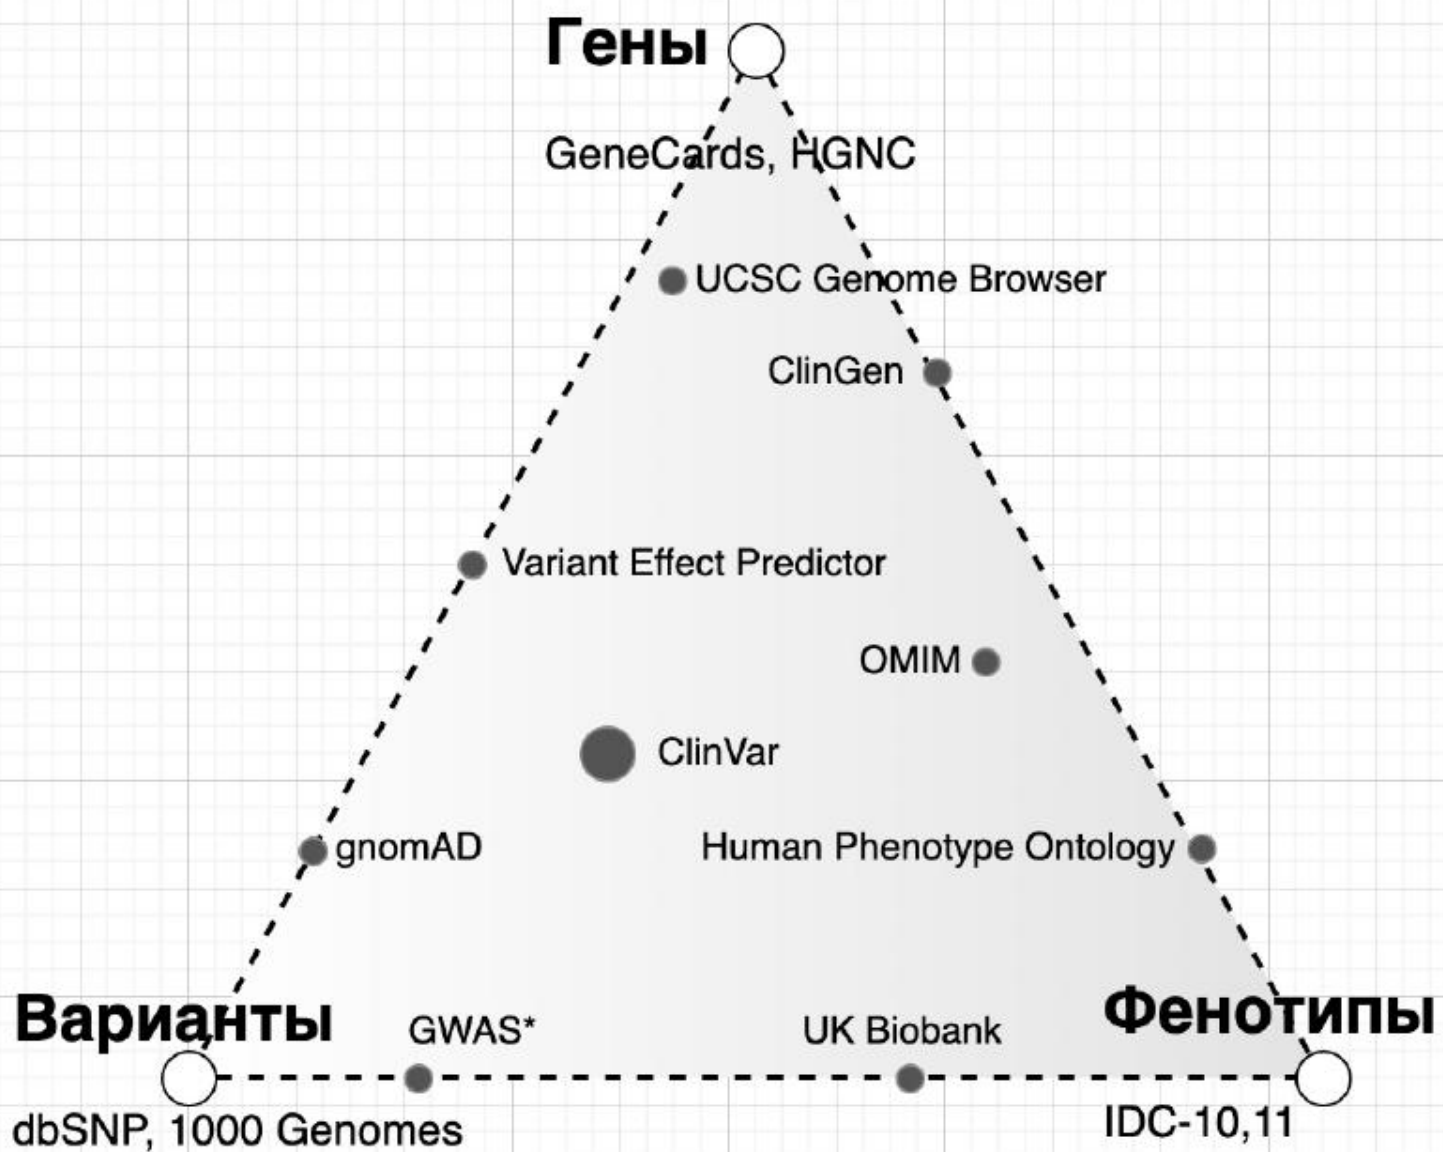 Гены
GeneCards, HGNC
UCSC Genome Browser
ClinGen
Variant Effect Predictor
OMIM
ClinVar
gnomAD
Human Phenotype Ontology
Варианты
Фенотипы
GWAS*
UK Biobank
dbSNP, 1000 Genomes
IDC-10,11